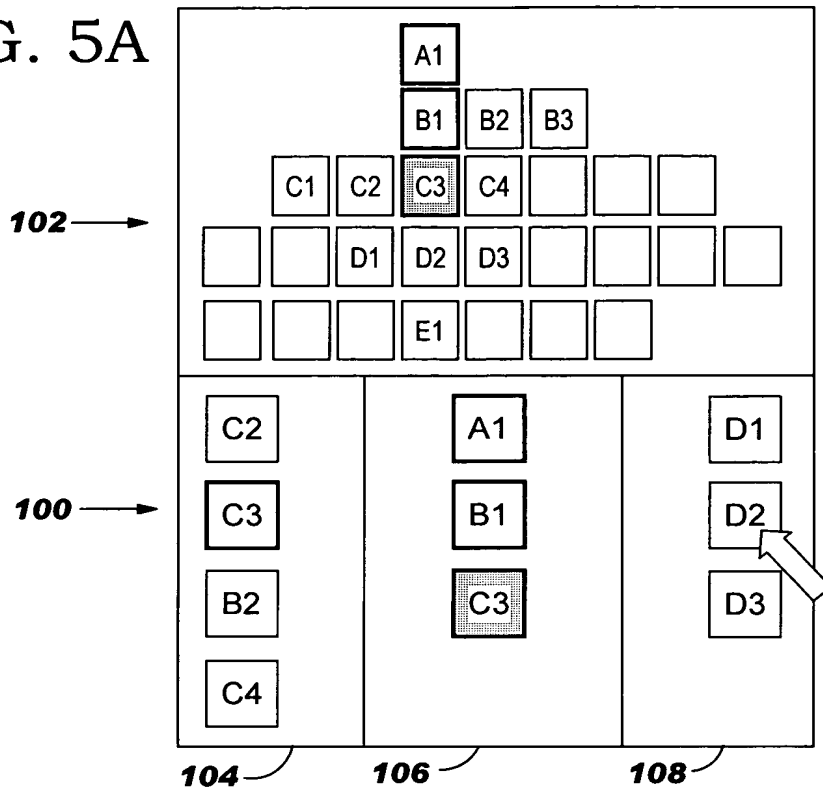 G. 5A
A1
B1 B2 B3
C1 C2 C3 C4
102
D1 D2 D3
E1
C2 A1 D1
100
C3 B1 D2
B2 C3 D3
C4
104 106 108